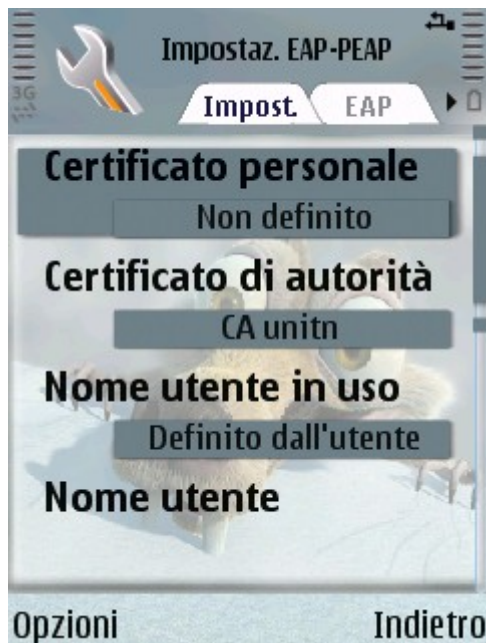 Impostaz. EAP-PEAP
3G
Impost.
EAP
Certificato personale
Non definito
Certificato di autorità
CA unitn
Nome utente in uso
Definito dall'utente
Nome utente
Opzioni
Indietro